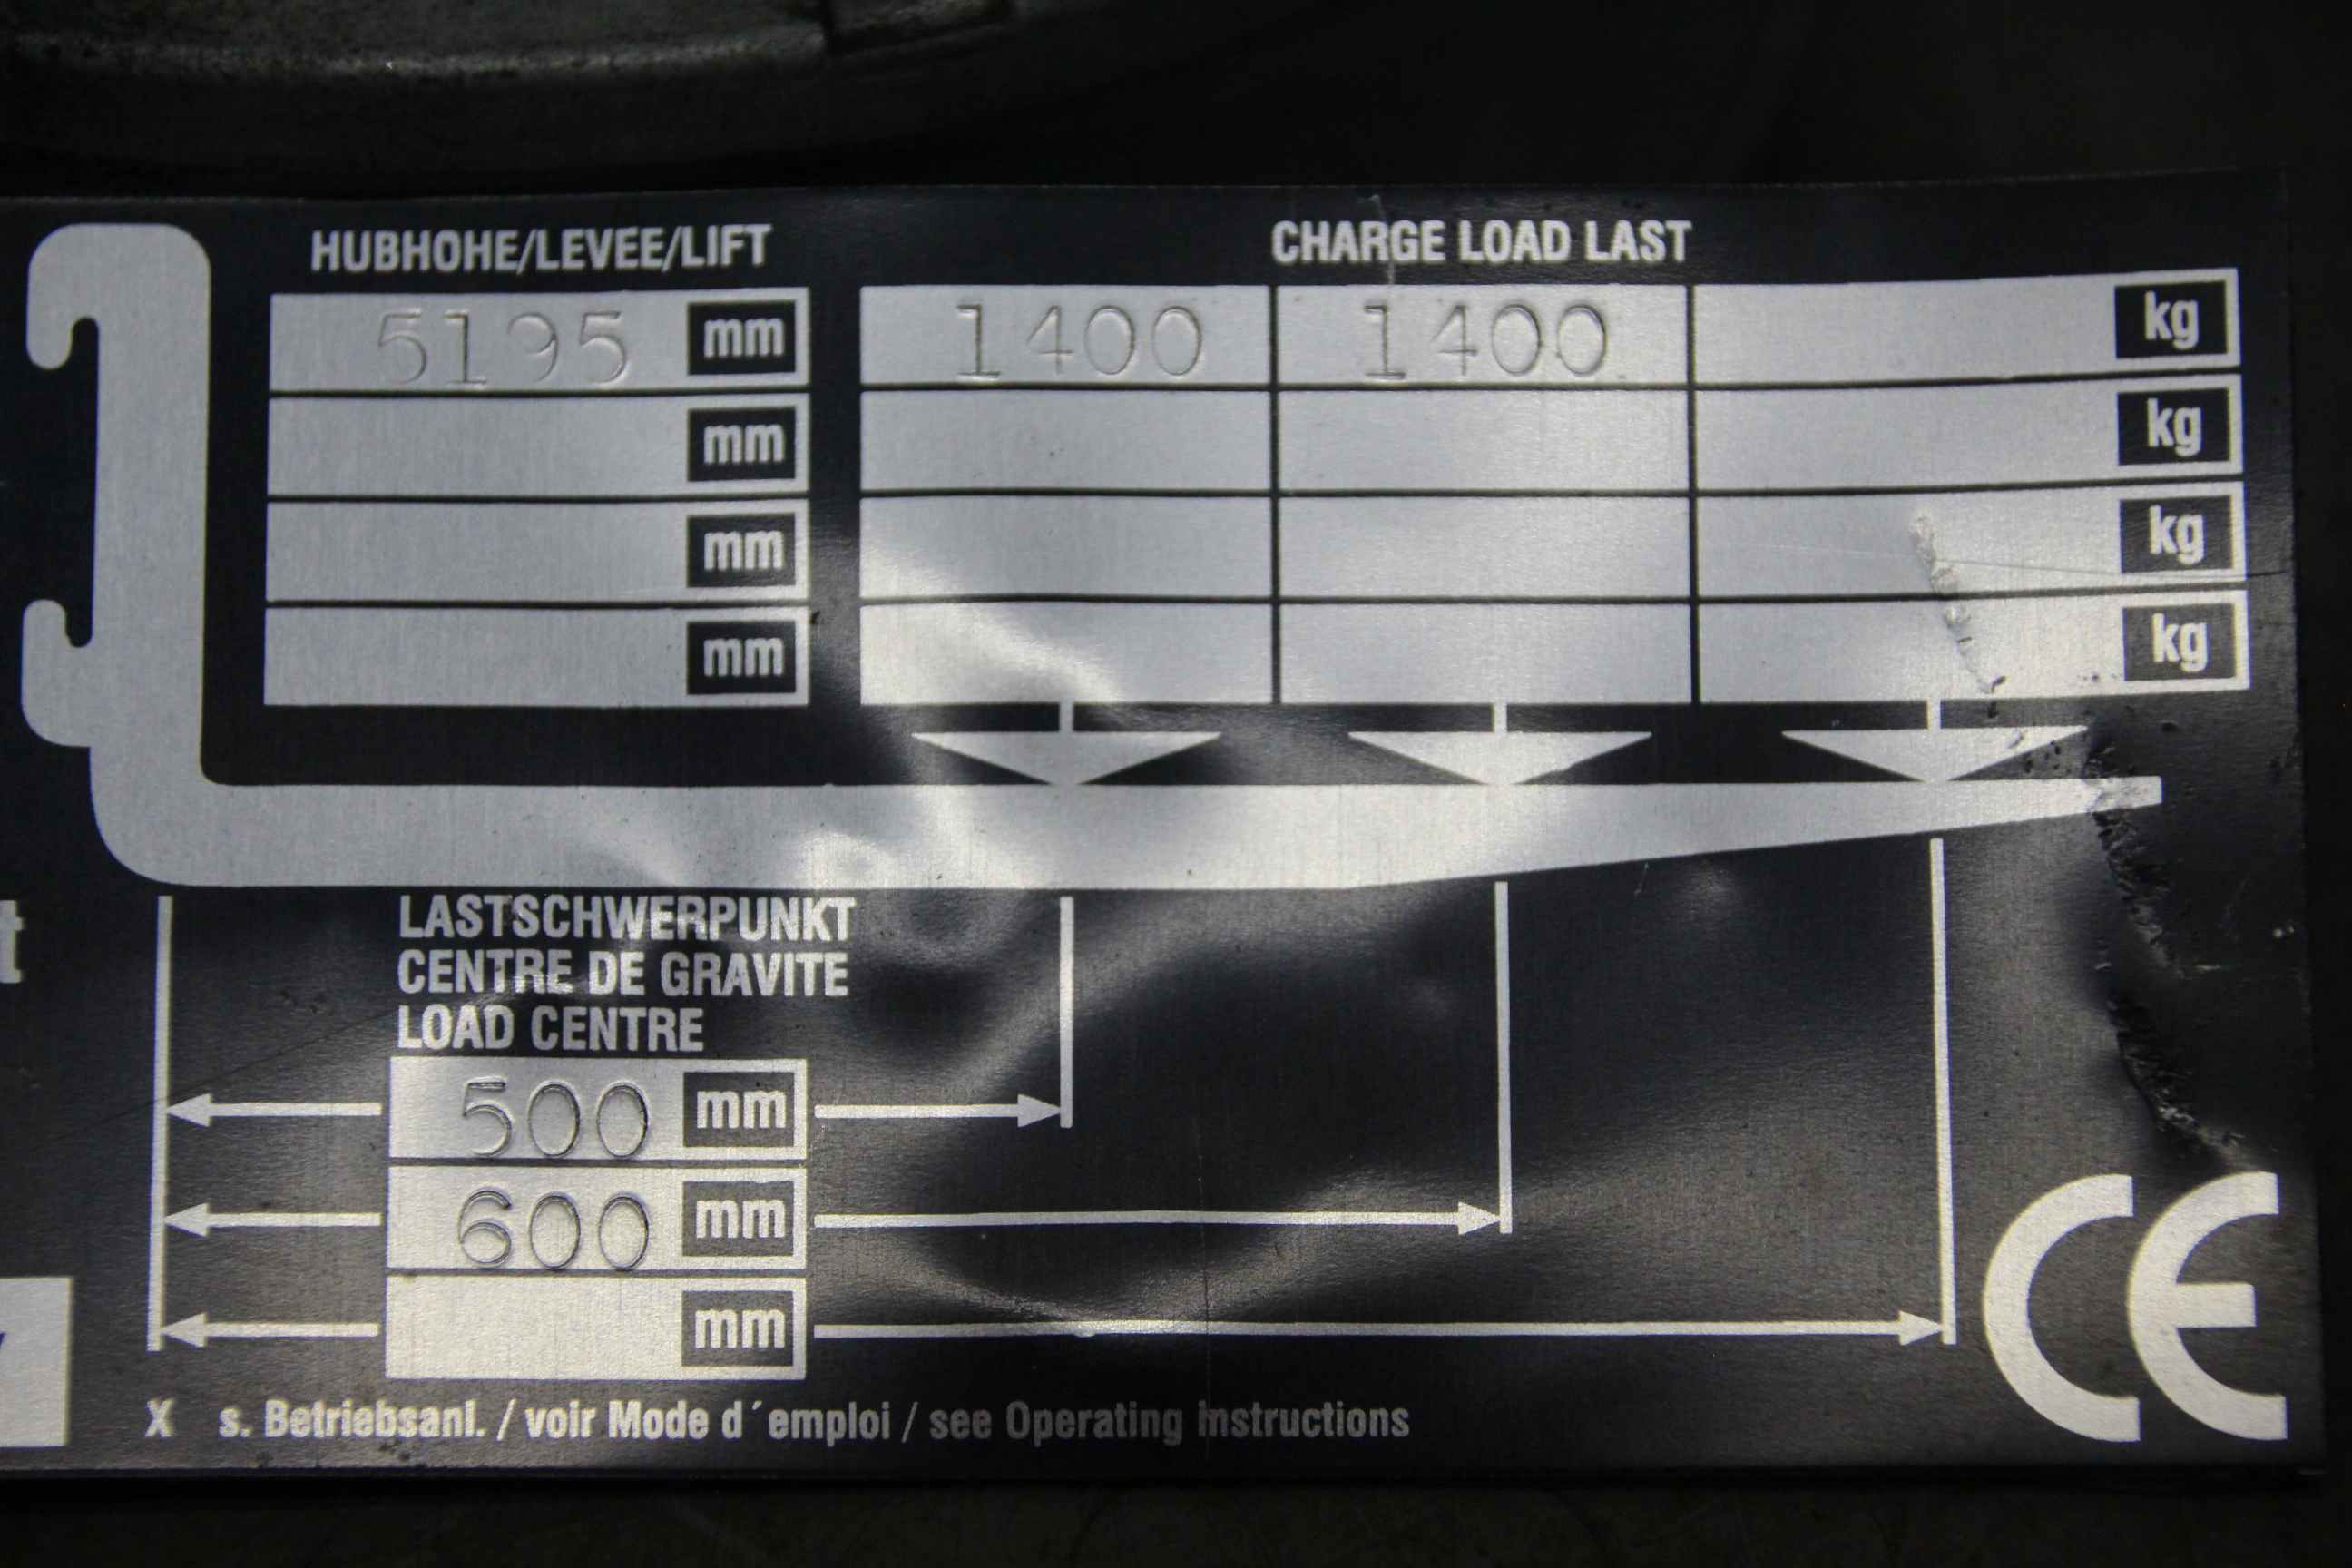 HUBHOHE/LEVEE/LIFT
CHARGE LOAD LAST
5195 mm 1400 1400 kg
mm kg
mm kg
mm kg
LASTSCHWERPUNKT
CENTRE DE GRAVITE
LOAD CENTRE
500 mm
600 mm
mm
X s. Betriebsanl. / voir Mode d´emploi / see Operating Instructions
CE